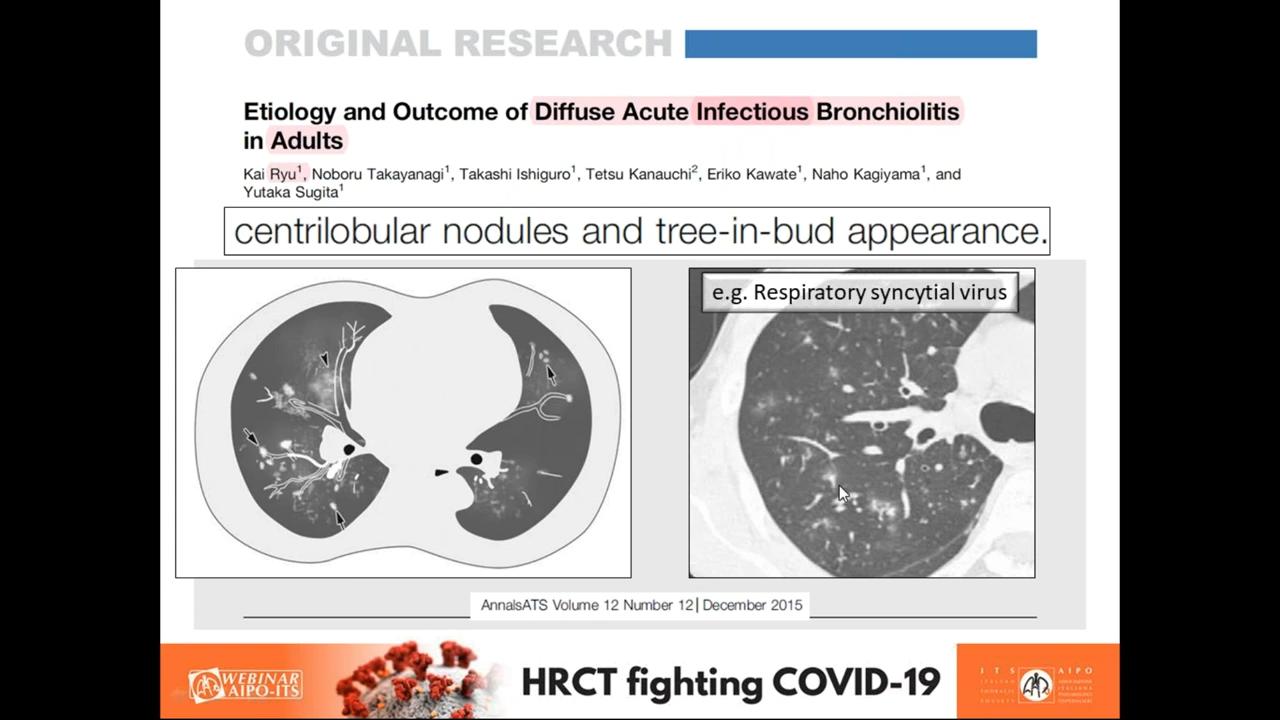 ORIGINAL RESEARCH
Etiology and Outcome of Diffuse Acute Infectious Bronchiolitis
in Adults
Kai Ryu1, Noboru Takayanagi1, Takashi Ishiguro1, Tetsu Kanauchi2, Eriko Kawate1, Naho Kagiyama1, and
Yutaka Sugita1
centrilobular nodules and tree-in-bud appearance.
e.g. Respiratory syncytial virus
AnnalsATS Volume 12 Number 12| December 2015
WEBINAR
AIPO-ITS
HRCT fighting COVID-19
ITS
AIPO